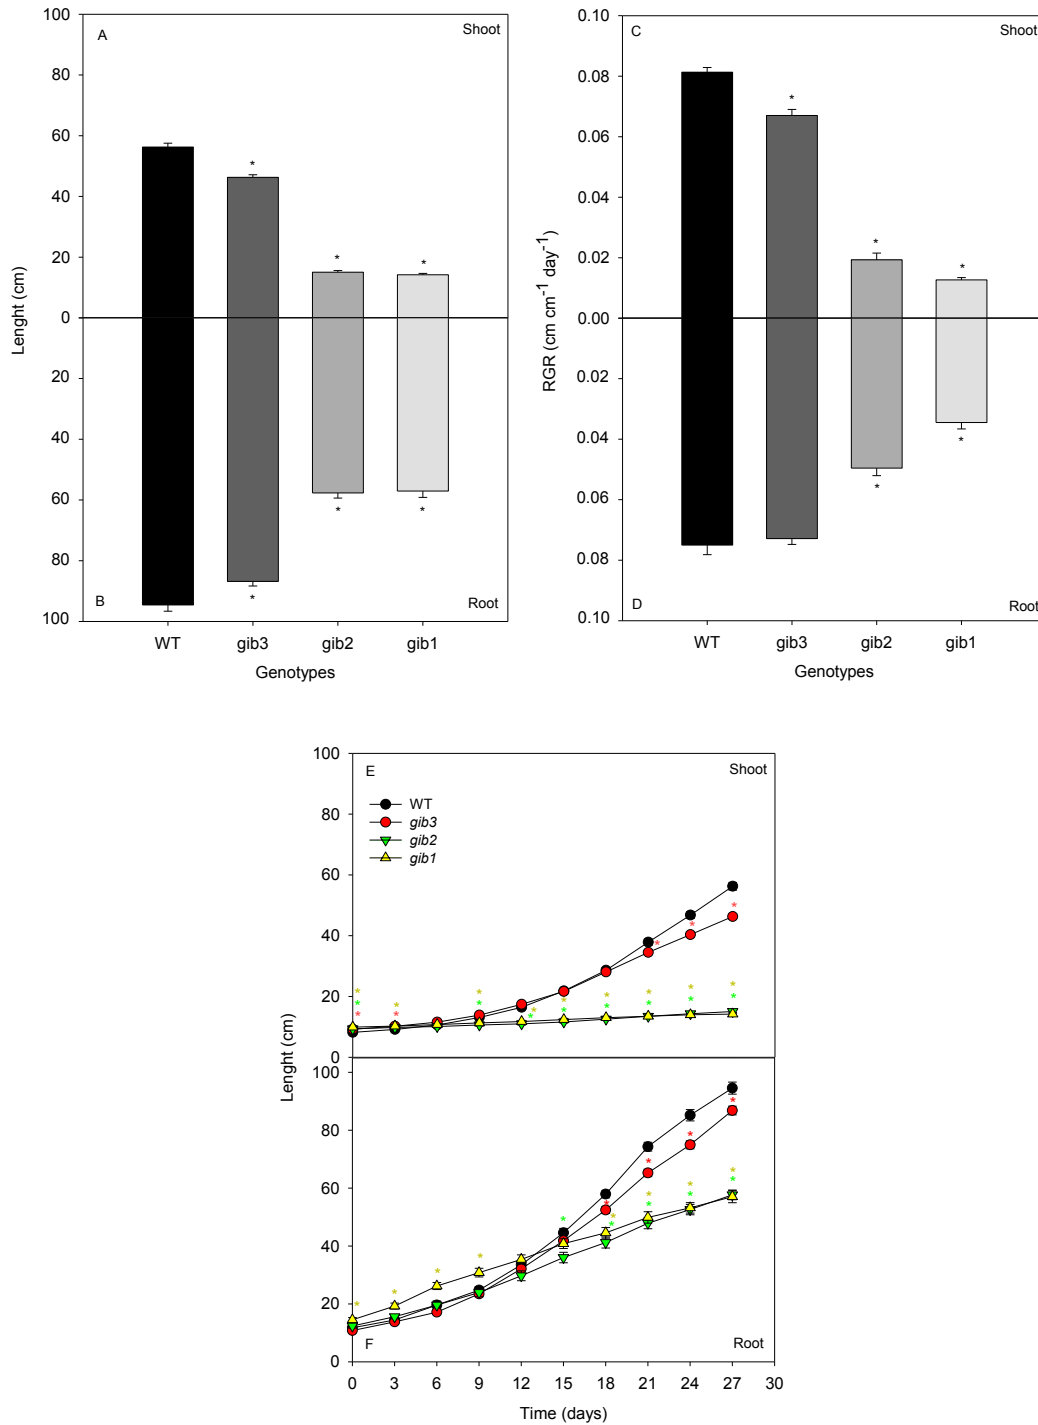 A
Shoot
100
80
60
40
20
0
20
40
60
80
100
Lenght (cm)
B
Root
WT gib3 gib2 gib1
Genotypes
C
Shoot
0.10
0.08
0.06
0.04
0.02
0.00
0.02
0.04
0.06
0.08
0.10
RGR (cm cm⁻¹ day⁻¹)
D
Root
WT gib3 gib2 gib1
Genotypes
E
Shoot
WT
gib3
gib2
gib1
100
80
60
40
20
0
100
80
60
40
20
0
Lenght (cm)
F
Root
0 3 6 9 12 15 18 21 24 27 30
Time (days)